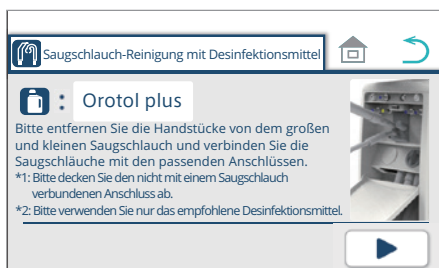 Saugschlauch-Reinigung mit Desinfektionsmittel
: Orotol plus
Bitte entfernen Sie die Handstücke von dem großen
und kleinen Saugschlauch und verbinden Sie die
Saugschläuche mit den passenden Anschlüssen.
*1: Bitte decken Sie den nicht mit einem Saugschlauch
verbundenen Anschluss ab.
*2: Bitte verwenden Sie nur das empfohlene Desinfektionsmittel.